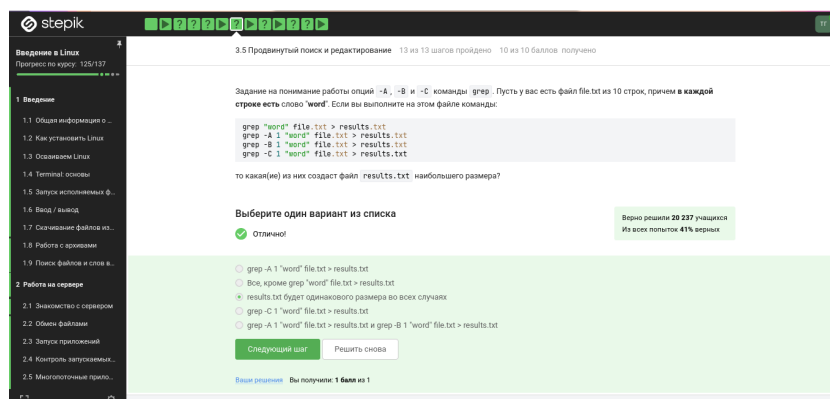 stepik
ТГ
Введение в Linux
Прогресс по курсу: 125/137
1 Введение
1.1 Общая информация о ...
1.2 Как установить Linux
1.3 Осваиваем Linux
1.4 Terminal: основы
1.5 Запуск исполняемых ф...
1.6 Ввод / вывод
1.7 Скачивание файлов из...
1.8 Работа с архивами
1.9 Поиск файлов и слов в...
2 Работа на сервере
2.1 Знакомство с сервером
2.2 Обмен файлами
2.3 Запуск приложений
2.4 Контроль запускаемых...
2.5 Многопоточные прило...
3.5 Продвинутый поиск и редактирование 13 из 13 шагов пройдено 10 из 10 баллов получено
Задание на понимание работы опций -A , -B и -C команды grep . Пусть у вас есть файл file.txt из 10 строк, причем в каждой
строке есть слово "word". Если вы выполните на этом файле команды:
grep "word" file.txt > results.txt
grep -A 1 "word" file.txt > results.txt
grep -B 1 "word" file.txt > results.txt
grep -C 1 "word" file.txt > results.txt
то какая(ие) из них создаст файл results.txt наибольшего размера?
Выберите один вариант из списка
Отлично!
Верно решили 20 237 учащихся
Из всех попыток 41% верных
grep -A 1 "word" file.txt > results.txt
Все, кроме grep "word" file.txt > results.txt
results.txt будет одинакового размера во всех случаях
grep -C 1 "word" file.txt > results.txt
grep -A 1 "word" file.txt > results.txt и grep -B 1 "word" file.txt > results.txt
Следующий шаг Решить снова
Ваши решения Вы получили: 1 балл из 1